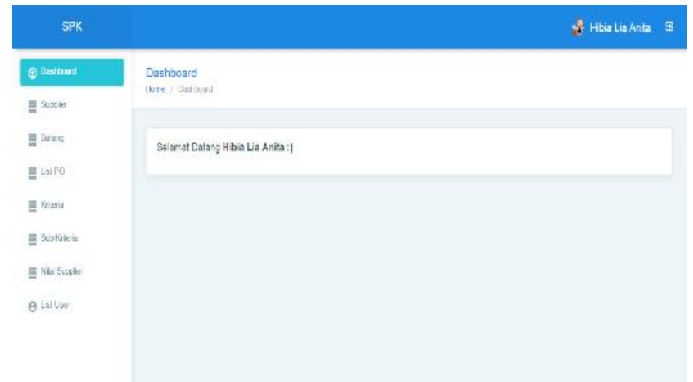 SPK
Hibia Lia Anita
Dashboard
Dashboard
Home / Dashboard
Supplier
Barang
List PO
Selamat Datang Hibia Lia Anita :)
Kriteria
Sub Kriteria
Nilai Supplier
List User